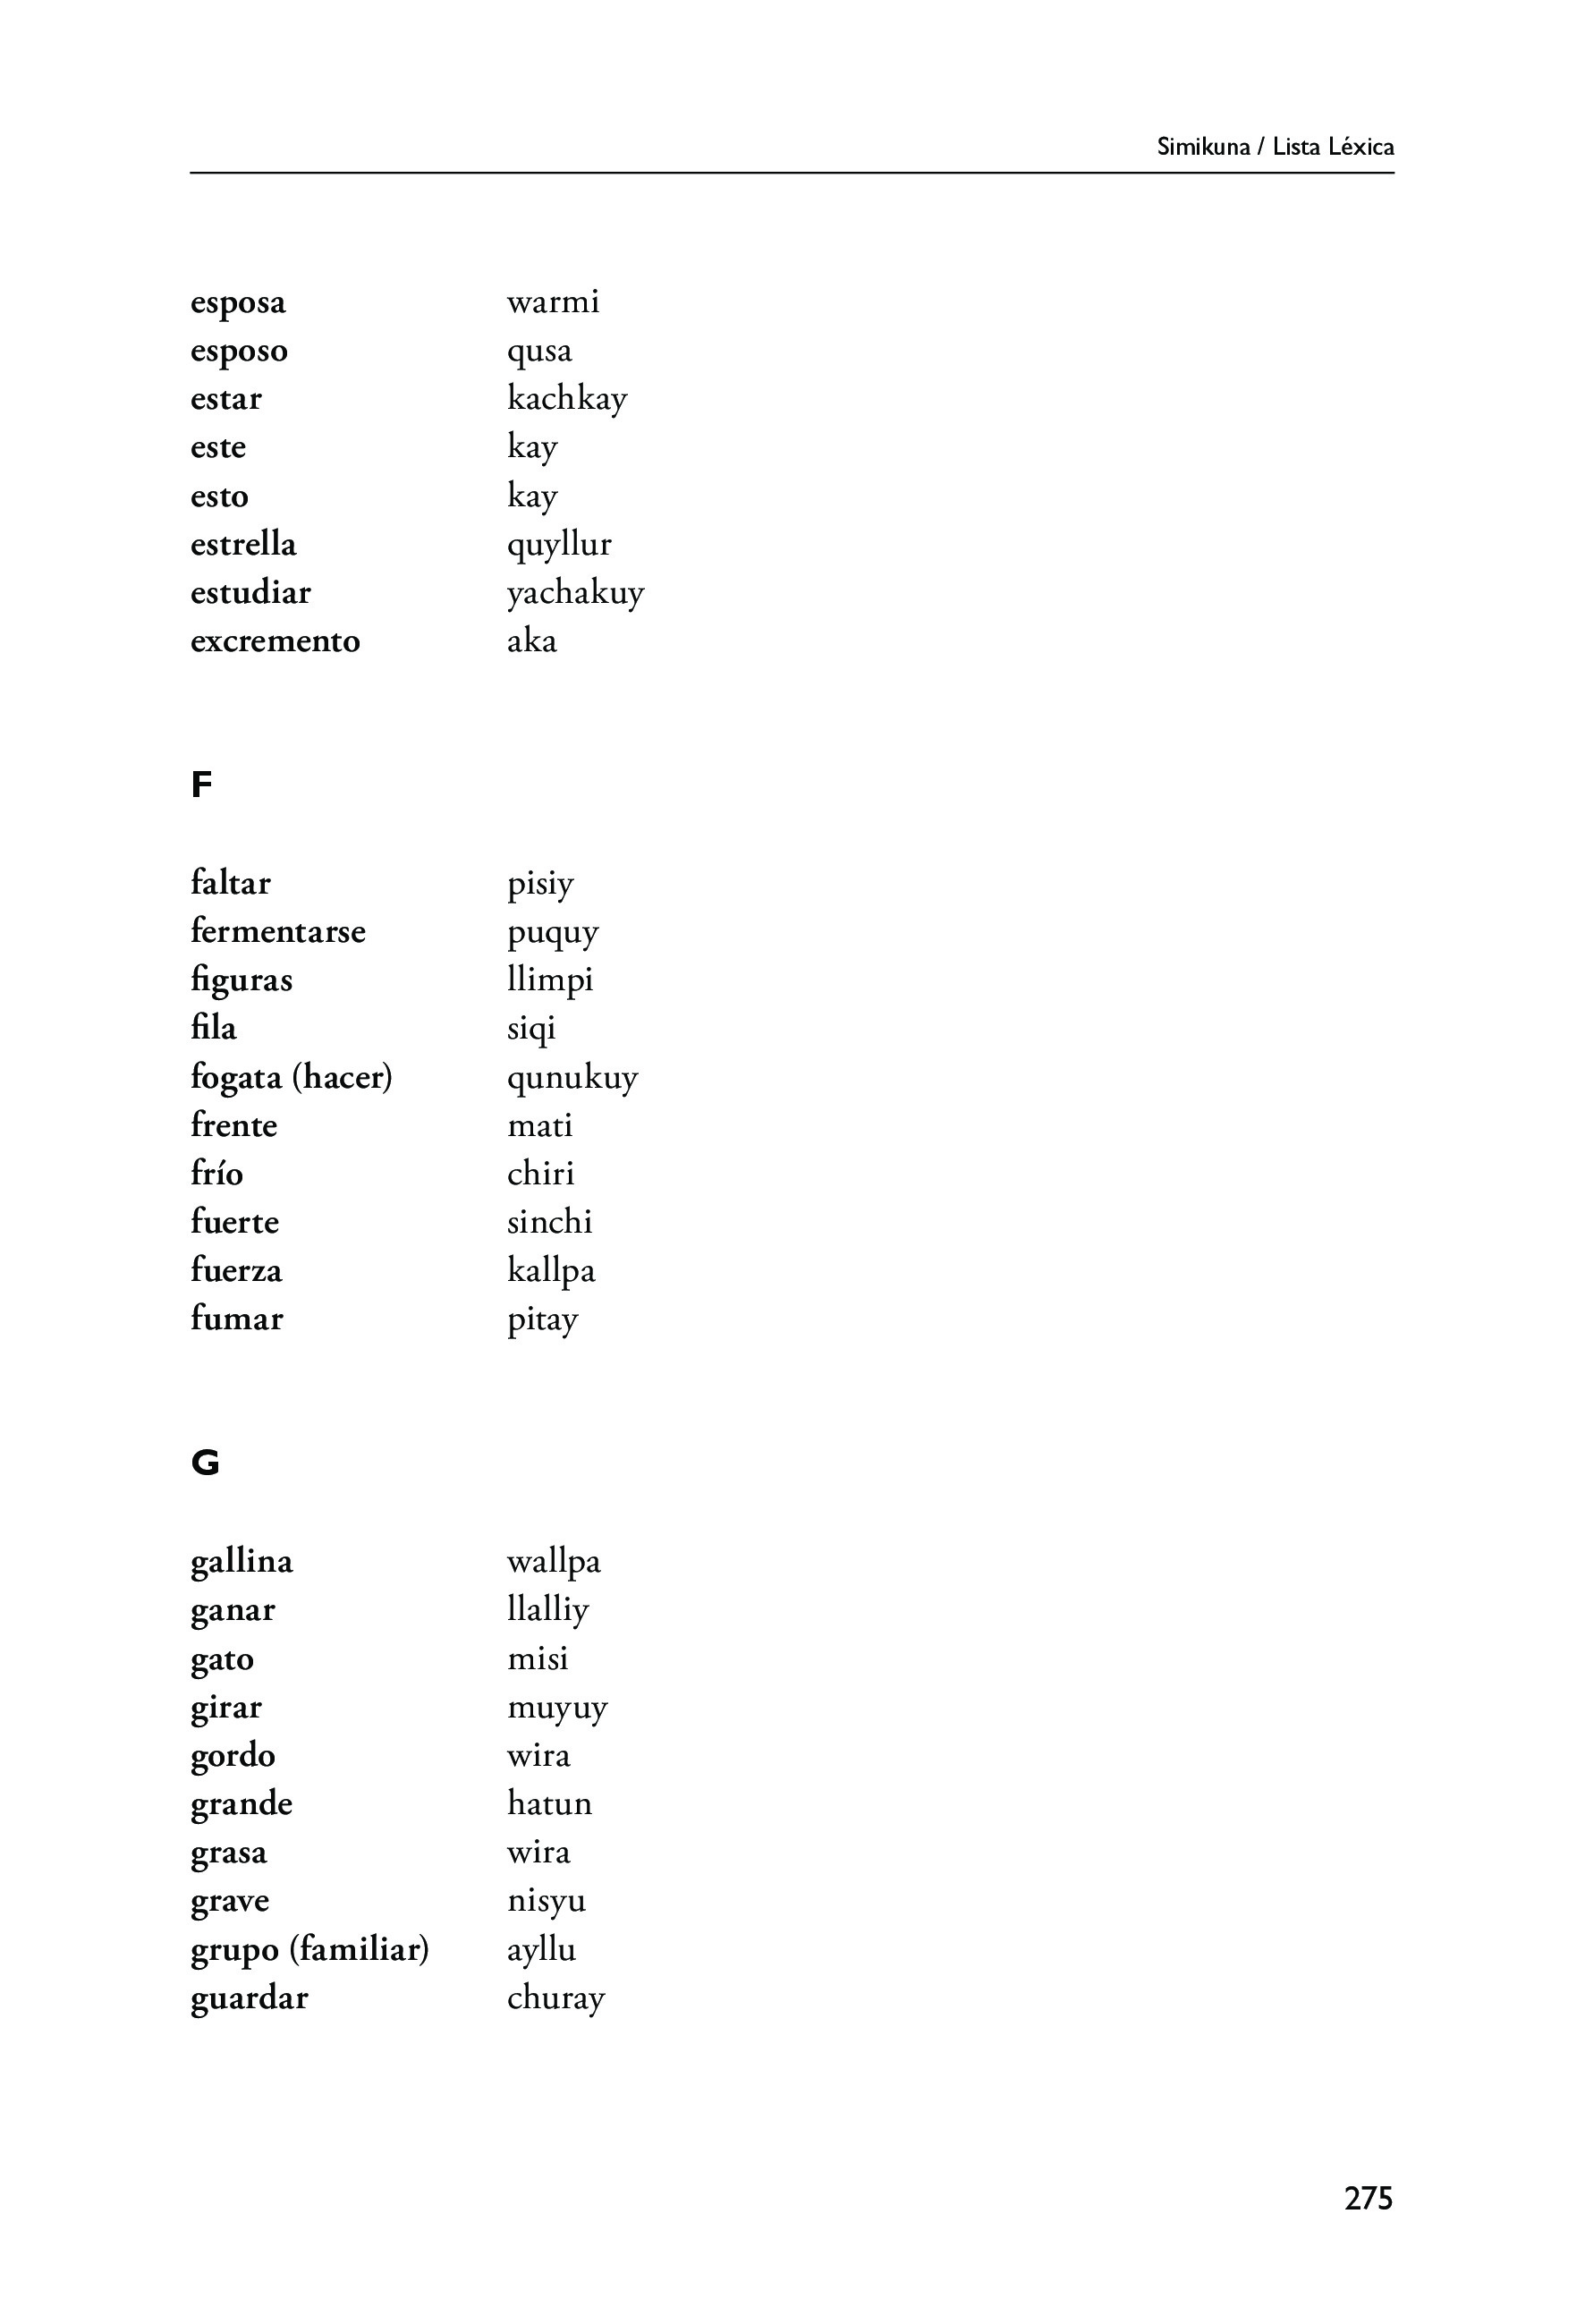 Simikuna / Lista Léxica
esposa warmi
esposo qusa
estar kachkay
este kay
esto kay
estrella quyllur
estudiar yachakuy
excremento aka
F
faltar pisiy
fermentarse puquy
figuras llimpi
fila siqi
fogata (hacer) qunukuy
frente mati
frío chiri
fuerte sinchi
fuerza kallpa
fumar pitay
G
gallina wallpa
ganar llalliy
gato misi
girar muyuy
gordo wira
grande hatun
grasa wira
grave nisyu
grupo (familiar) ayllu
guardar churay
275